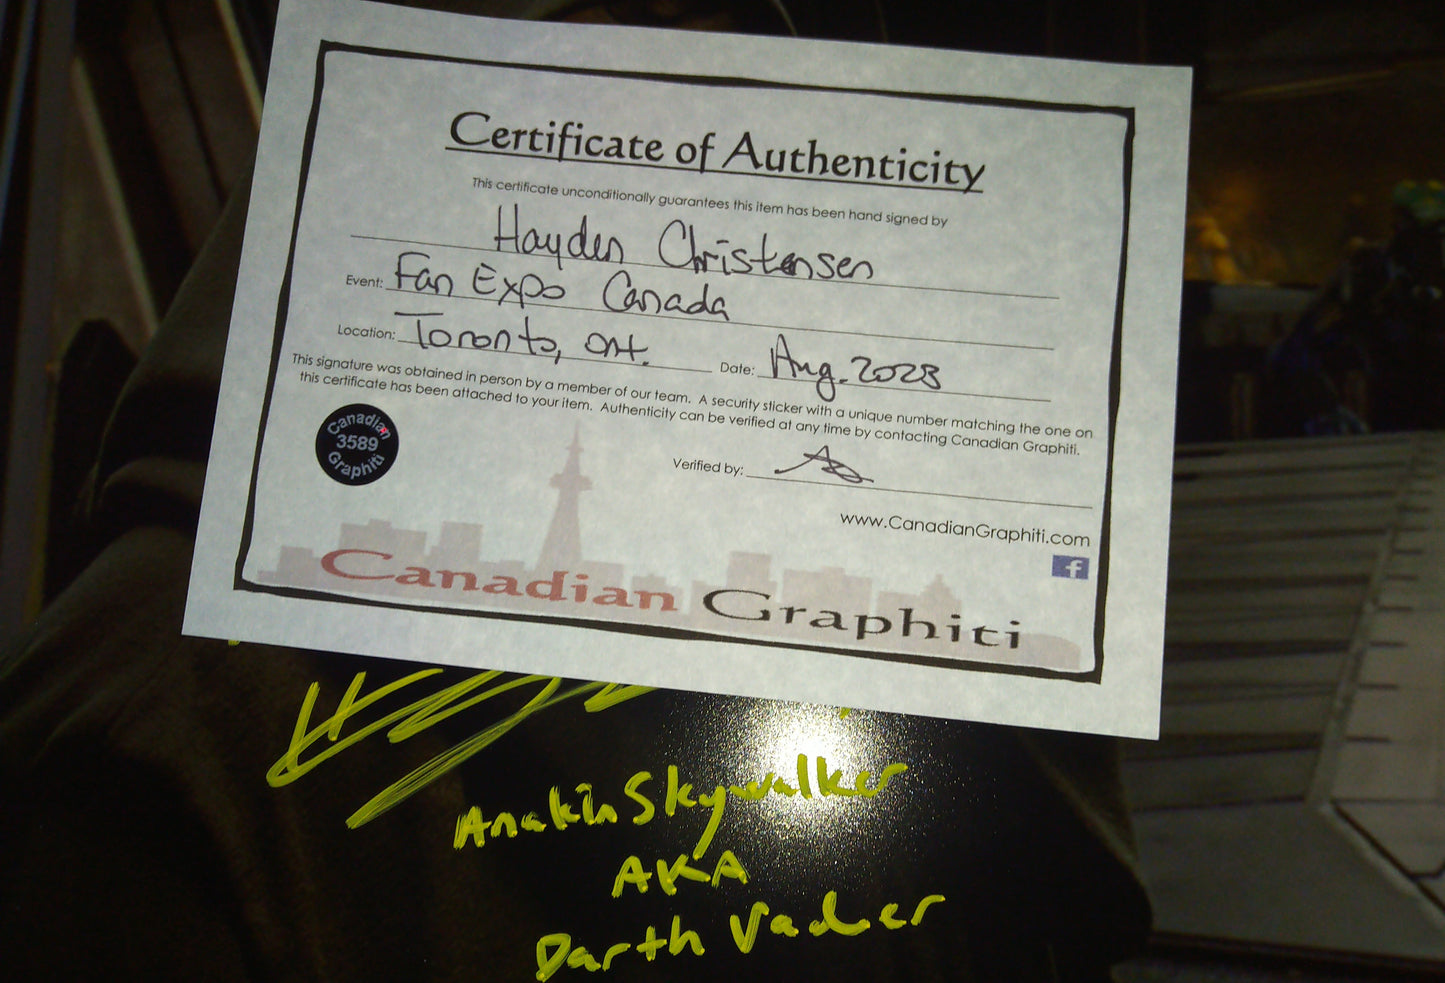 Certificate of Authenticity
This certificate unconditionally guarantees this item has been hand signed by
Hayden Christensen
Event: Fan Expo Canada
Location: Toronto, Ont. Date: Aug. 2023
This signature was obtained in person by a member of our team. A security sticker with a unique number matching the one on
this certificate has been attached to your item. Authenticity can be verified at any time by contacting Canadian Graphiti.
Canadian
3589
Graphiti
Verified by:
www.CanadianGraphiti.com
f
Canadian Graphiti
Anakin Skywalker
AKA
Darth Vader